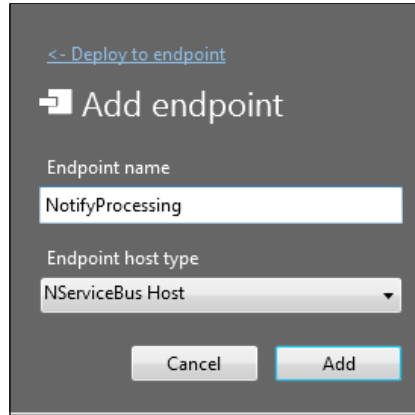 <- Deploy to endpoint
Add endpoint
Endpoint name
NotifyProcessing
Endpoint host type
NServiceBus Host
Cancel Add